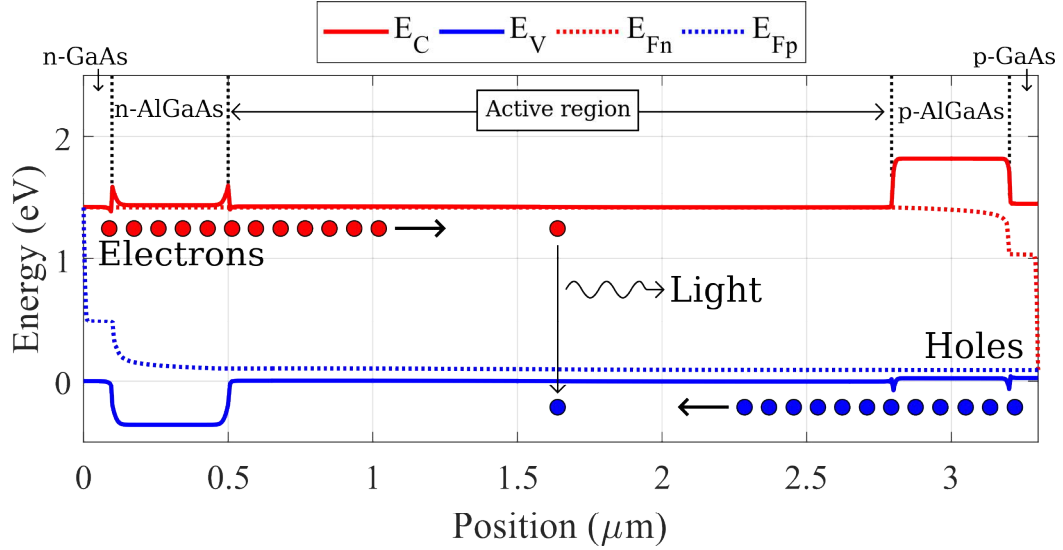 E_C E_V E_Fn E_Fp
n-GaAs p-GaAs
n-AlGaAs Active region p-AlGaAs
2
1
0
Energy (eV)
Electrons
Light
Holes
0 0.5 1 1.5 2 2.5 3
Position (μm)